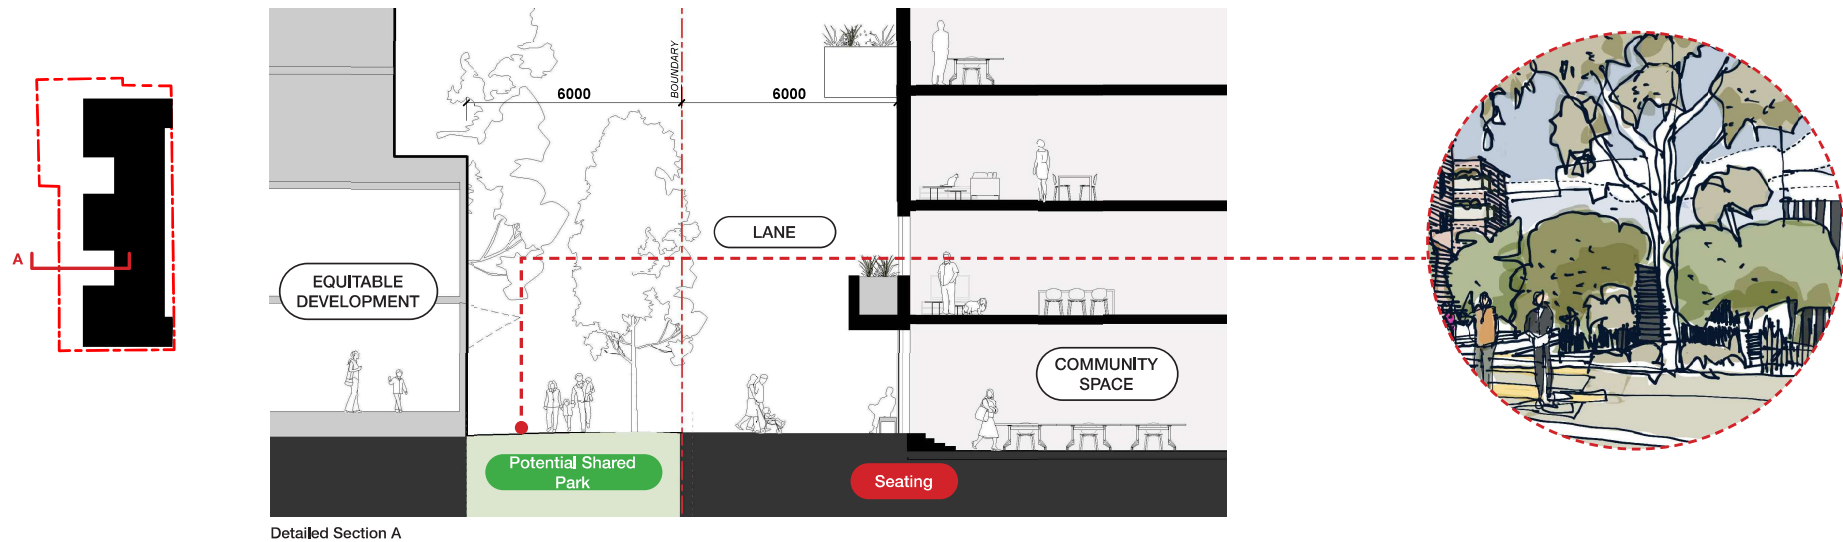 A
6000
BOUNDARY
6000
LANE
EQUITABLE
DEVELOPMENT
COMMUNITY
SPACE
Potential Shared
Park
Seating
Detailed Section A